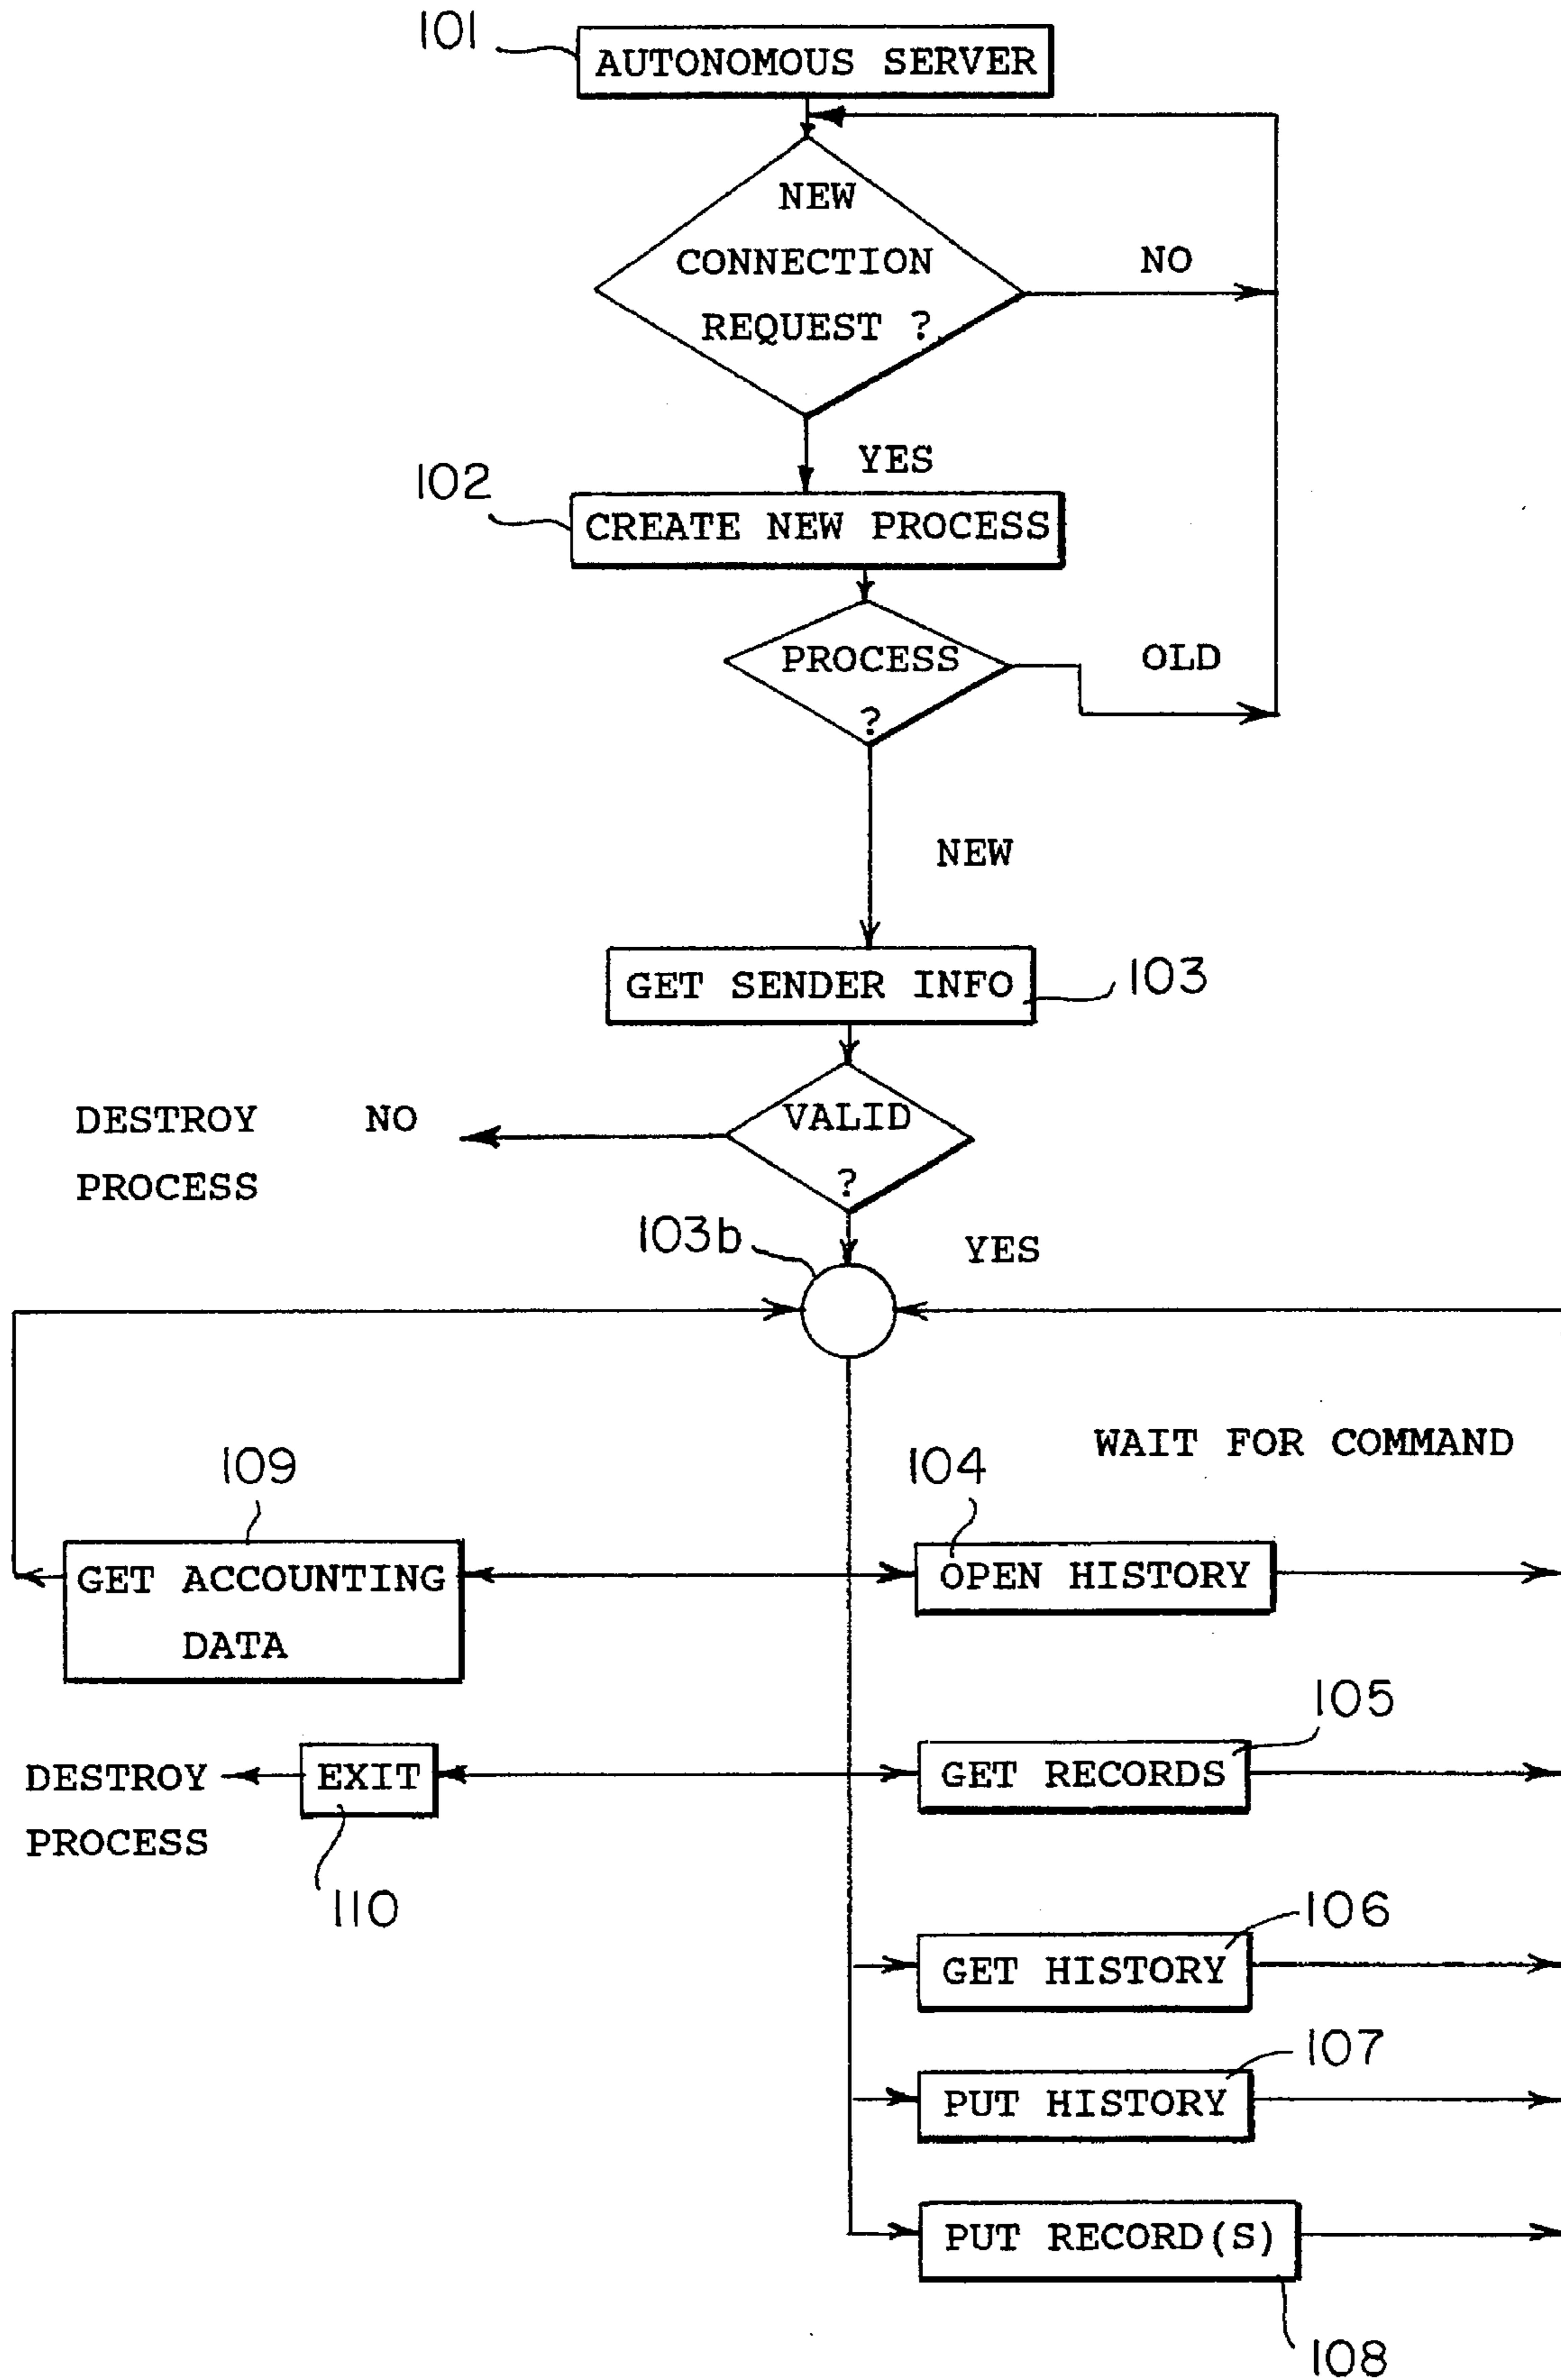 101
AUTONOMOUS SERVER
NEW
CONNECTION
REQUEST ?
NO
YES
102
CREATE NEW PROCESS
PROCESS
?
OLD
NEW
GET SENDER INFO
103
DESTROY
PROCESS
NO
VALID
?
103b
YES
WAIT FOR COMMAND
109
GET ACCOUNTING
DATA
104
OPEN HISTORY
105
GET RECORDS
DESTROY
PROCESS
EXIT
110
106
GET HISTORY
107
PUT HISTORY
PUT RECORD(S)
108